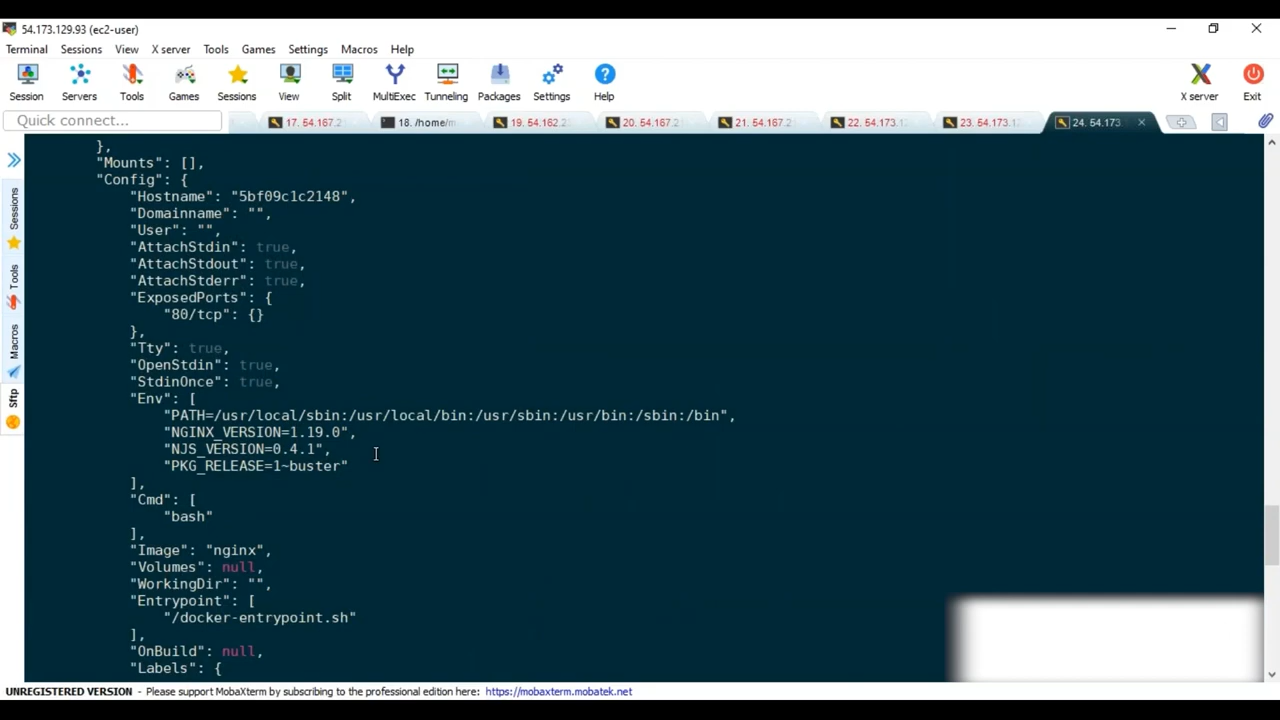 54.173.129.93 (ec2-user)
Terminal Sessions View X server Tools Games Settings Macros Help
Session Servers Tools Games Sessions View Split MultiExec Tunneling Packages Settings Help X server Exit
Quick connect...
17. 54.167.2 18. /home/m 19. 54.162.2 20. 54.167.2 21. 54.167.2 22. 54.173.12 23. 54.173.1 24. 54.173.
Sessions
Tools
Macros
Sftp
},
"Mounts": [],
"Config": {
"Hostname": "5bf09c1c2148",
"Domainname": "",
"User": "",
"AttachStdin": true,
"AttachStdout": true,
"AttachStderr": true,
"ExposedPorts": {
"80/tcp": {}
},
"Tty": true,
"OpenStdin": true,
"StdinOnce": true,
"Env": [
"PATH=/usr/local/sbin:/usr/local/bin:/usr/sbin:/usr/bin:/sbin:/bin",
"NGINX_VERSION=1.19.0",
"NJS_VERSION=0.4.1",
"PKG_RELEASE=1~buster"
],
"Cmd": [
"bash"
],
"Image": "nginx",
"Volumes": null,
"WorkingDir": "",
"Entrypoint": [
"/docker-entrypoint.sh"
],
"OnBuild": null,
"Labels": {
UNREGISTERED VERSION - Please support MobaXterm by subscribing to the professional edition here: https://mobaxterm.mobatek.net